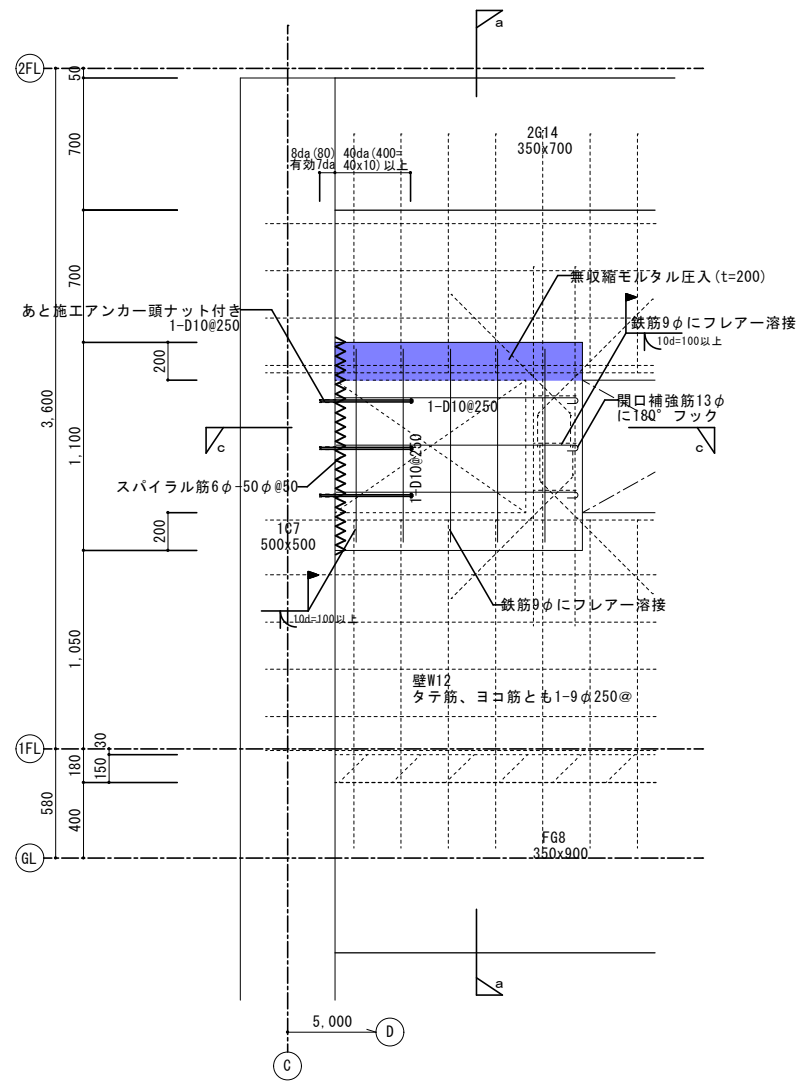 a
2FL
50
700
2G14
350x700
8da(80) 40da(400=
有効7da 40x10)以上
700
無収縮モルタル圧入(t=200)
あと施工アンカー頭ナット付き
1-D10@250
鉄筋9φにフレアー溶接
10d=100以上
200
3,600
開口補強筋13φ
に180°フック
1-D10@250
1,100
c
c
1-D10@250
スパイラル筋6φ-50φ@50
200
1C7
500x500
鉄筋9φにフレアー溶接
10d=100以上
1,050
壁W12
タテ筋、ヨコ筋とも1-9φ250@
1FL
30
180
150
580
400
FG8
350x900
GL
a
5,000
D
C